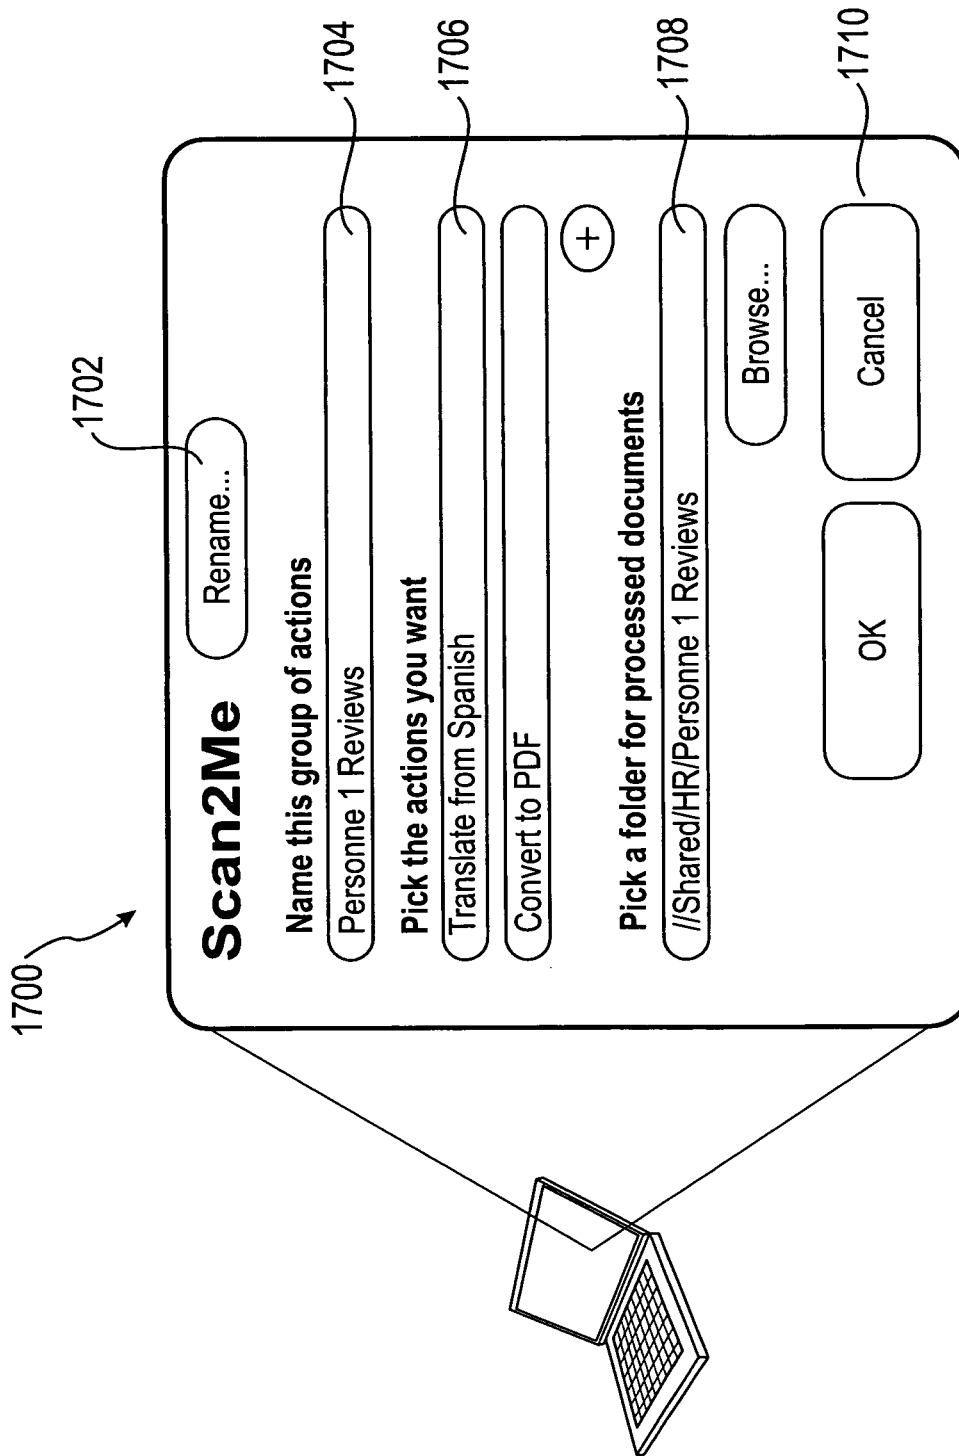 1700
1702
Scan2Me
Rename...
Name this group of actions
Personne 1 Reviews
1704
Pick the actions you want
Translate from Spanish
1706
Convert to PDF
+
Pick a folder for processed documents
//Shared/HR/Personne 1 Reviews
1708
Browse...
OK
Cancel
1710